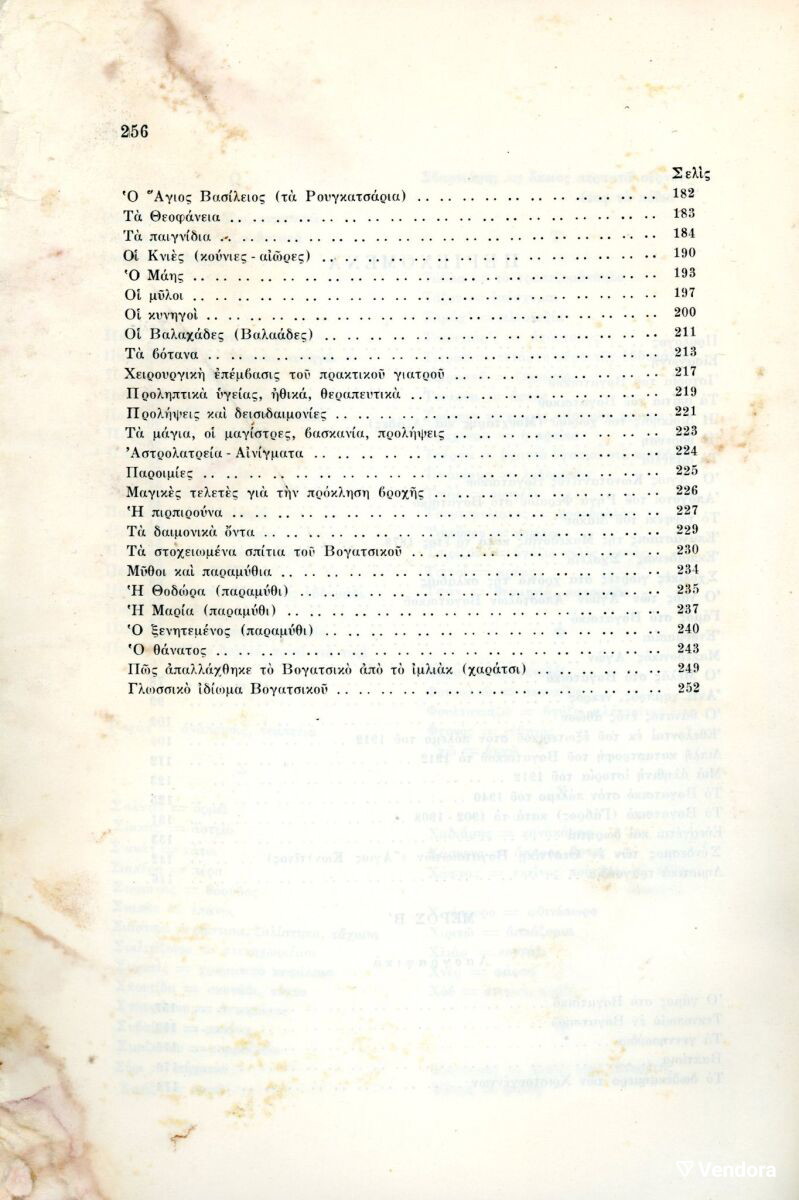 256
Σελὶς
Ὁ Ἅγιος Βασίλειος (τὰ Ρουγκατσάρια) .......... 182
Τὰ Θεοφάνεια .......... 183
Τὰ παιγνίδια .......... 184
Οἱ Κνιὲς (κούνιες - αἰῶρες) .......... 190
Ὁ Μάης .......... 193
Οἱ μῦλοι .......... 197
Οἱ κυνηγοὶ .......... 200
Οἱ Βαλαχάδες (Βαλαάδες) .......... 211
Τὰ βότανα .......... 213
Χειρουργικὴ ἐπέμβασις τοῦ πρακτικοῦ γιατροῦ .......... 217
Προληπτικὰ ὑγείας, ἠθικά, θεραπευτικὰ .......... 219
Προλήψεις καὶ δεισιδαιμονίες .......... 221
Τὰ μάγια, οἱ μαγίστρες, βασκανία, προλήψεις .......... 223
Ἀστρολατρεία - Αἰνίγματα .......... 224
Παροιμίες .......... 225
Μαγικὲς τελετὲς γιὰ τὴν πρόκληση βροχῆς .......... 226
Ἡ πιρπιρούνα .......... 227
Τὰ δαιμονικὰ ὄντα .......... 229
Τὰ στοχειωμένα σπίτια τοῦ Βογατσικοῦ .......... 230
Μῦθοι καὶ παραμύθια .......... 234
Ἡ Θοδώρα (παραμύθι) .......... 235
Ἡ Μαρία (παραμύθι) .......... 237
Ὁ ξενητεμένος (παραμύθι) .......... 240
Ὁ θάνατος .......... 243
Πῶς ἀπαλλάχθηκε τὸ Βογατσικὸ ἀπὸ τὸ ἰμλιὰκ (χαράτσι) .......... 249
Γλωσσικὸ ἰδίωμα Βογατσικοῦ .......... 252
Vendora